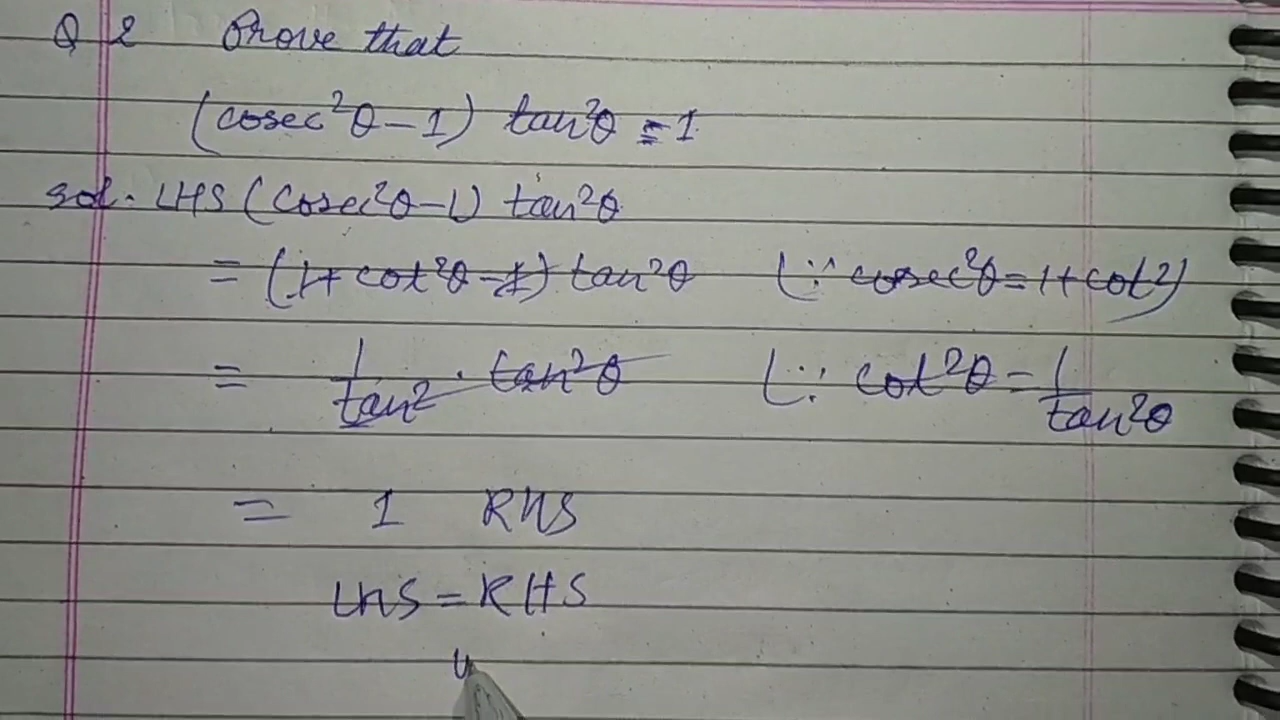 Q 2 Prove that
(cosec²θ-1) tan²θ = 1
Sol. LHS (Cosec²θ-1) tan²θ
= (1+ cot²θ-1) tan²θ (∵ cosec²θ=1+cot²)
= 1/tan² · tan²θ (∵ cot²θ = 1/tan²θ
= 1 RHS
LHS = RHS